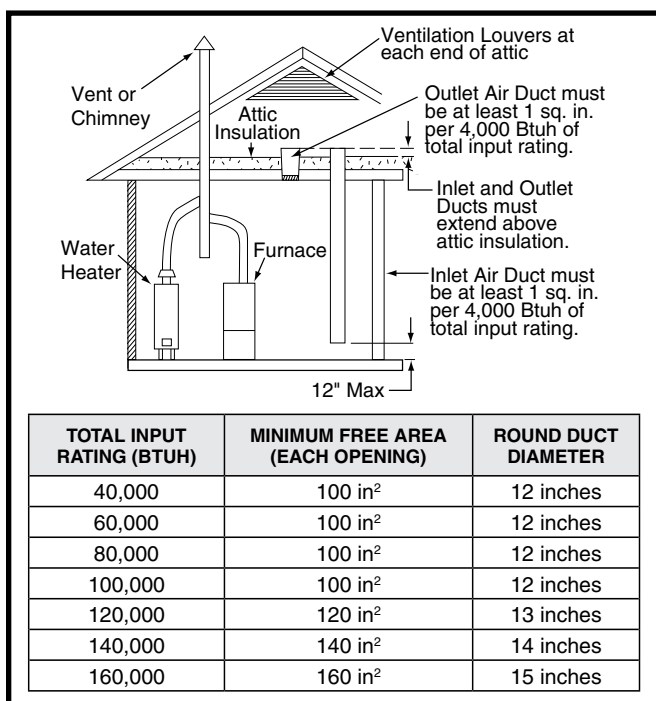 Ventilation Louvers at
each end of attic
Vent or
Chimney
Attic
Insulation
Outlet Air Duct must
be at least 1 sq. in.
per 4,000 Btuh of
total input rating.
Inlet and Outlet
Ducts must
extend above
attic insulation.
Water
Heater
Furnace
Inlet Air Duct must
be at least 1 sq. in.
per 4,000 Btuh of
total input rating.
12" Max
TOTAL INPUT
RATING (BTUH)
MINIMUM FREE AREA
(EACH OPENING)
ROUND DUCT
DIAMETER
40,000 100 in² 12 inches
60,000 100 in² 12 inches
80,000 100 in² 12 inches
100,000 100 in² 12 inches
120,000 120 in² 13 inches
140,000 140 in² 14 inches
160,000 160 in² 15 inches